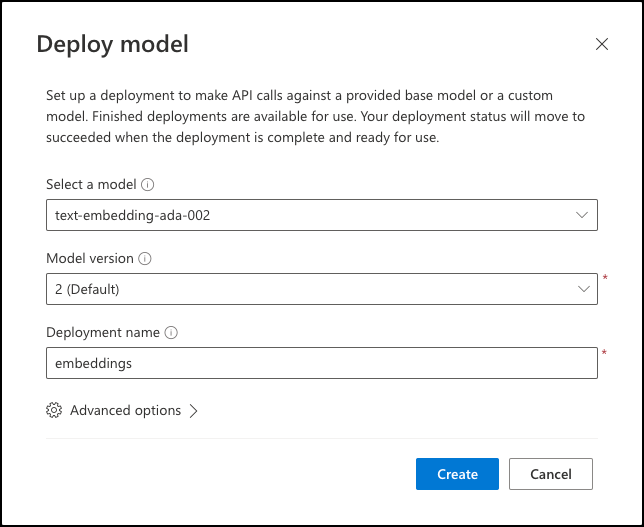 Deploy model
Set up a deployment to make API calls against a provided base model or a custom
model. Finished deployments are available for use. Your deployment status will move to
succeeded when the deployment is complete and ready for use.
Select a model
text-embedding-ada-002
Model version
2 (Default)
*
Deployment name
embeddings
*
Advanced options
Create
Cancel